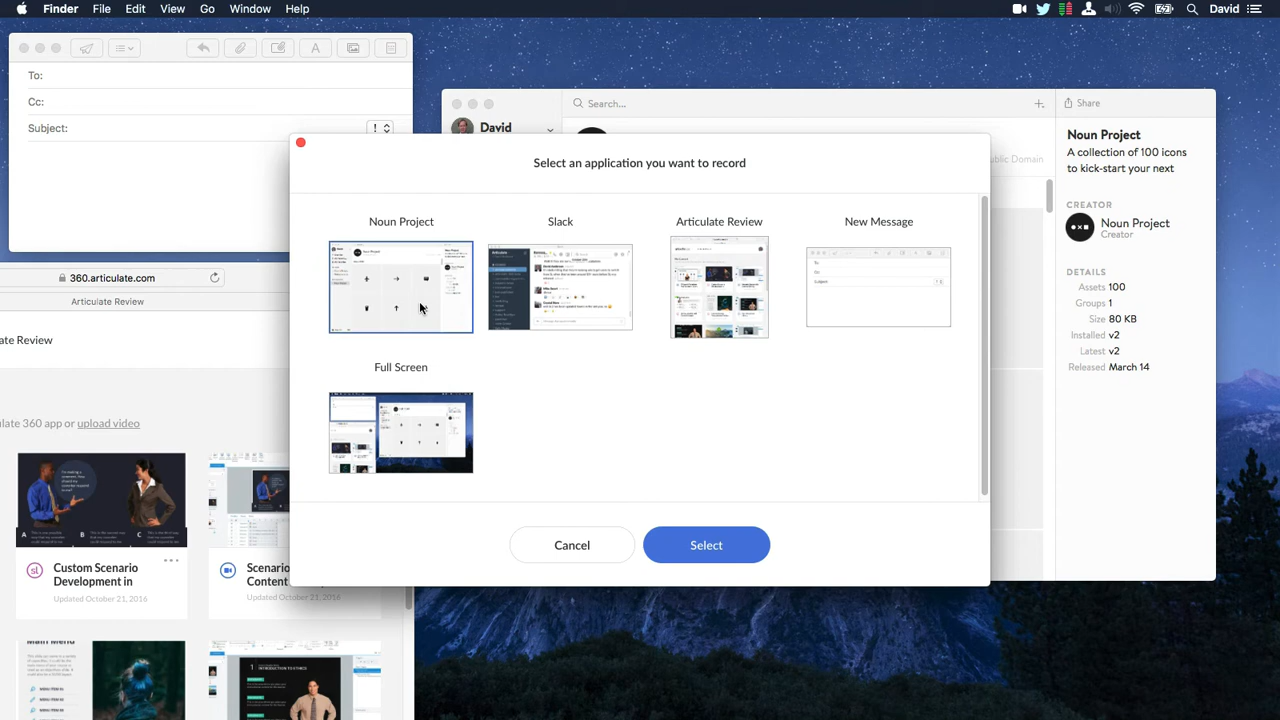 Finder File Edit View Go Window Help David
To:
Cc:
Subject: !
360.articulate.com
Articulate Review
ate Review
late 360 app or upload video
Custom Scenario
Development in
Updated October 21, 2016
Scenario
Content
Updated October 21, 2016
Search...
David
Public Domain
Share
Noun Project
A collection of 100 icons
to kick-start your next
CREATOR
Noun Project
Creator
DETAILS
Assets 100
Groups 1
Size 80 KB
Installed v2
Latest v2
Released March 14
Select an application you want to record
Noun Project Slack Articulate Review New Message
Full Screen
Cancel Select